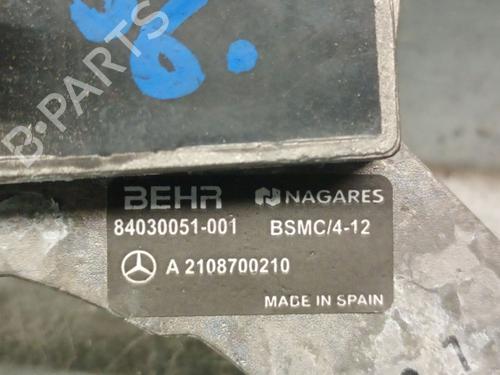 B-PARTS
BEHR NAGARES
84030051-001 BSMC/4-12
A 2108700210
MADE IN SPAIN